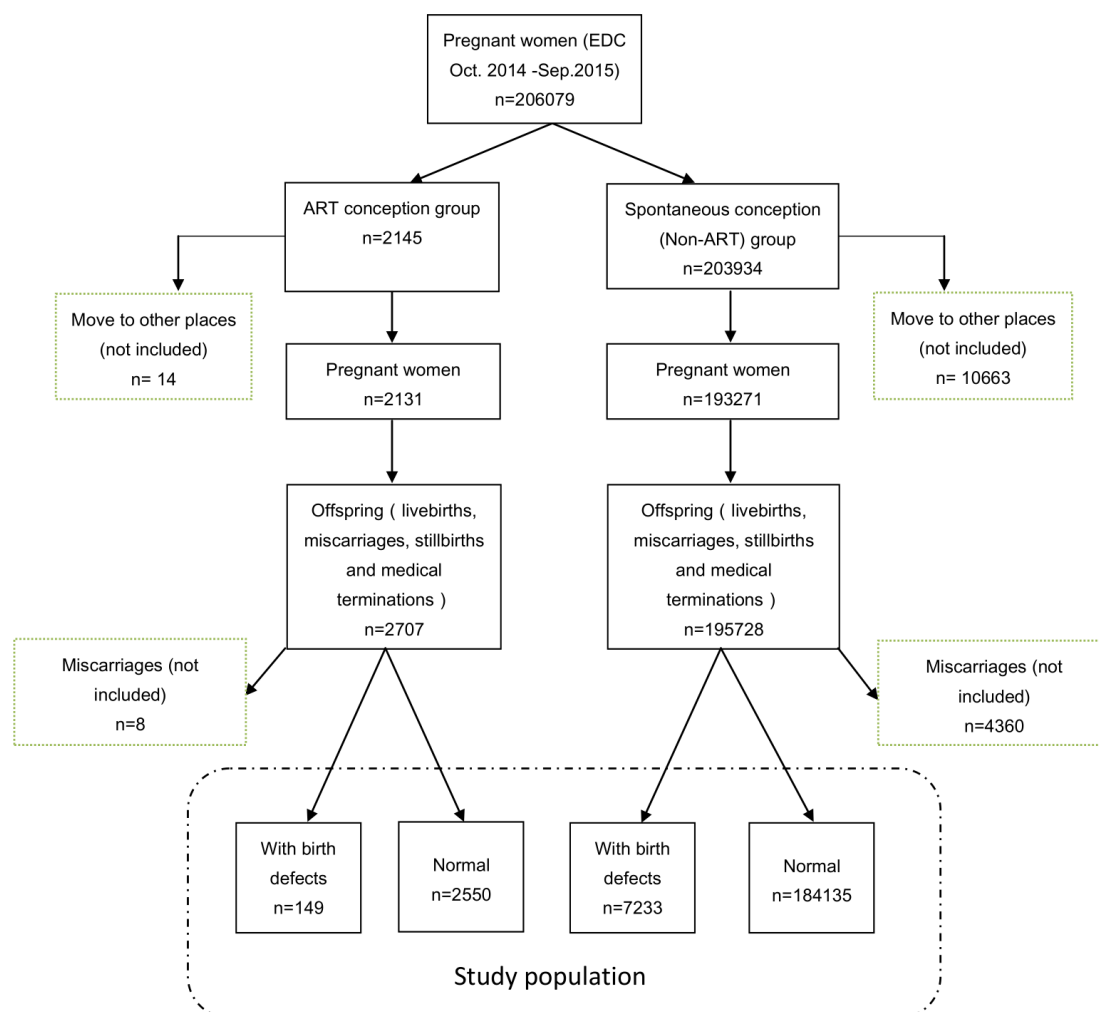 Pregnant women (EDC
Oct. 2014 -Sep.2015)
n=206079
ART conception group
n=2145
Spontaneous conception
(Non-ART) group
n=203934
Move to other places
(not included)
n= 14
Pregnant women
n=2131
Pregnant women
n=193271
Move to other places
(not included)
n= 10663
Offspring ( livebirths,
miscarriages, stillbirths
and medical
terminations )
n=2707
Offspring ( livebirths,
miscarriages, stillbirths
and medical
terminations )
n=195728
Miscarriages (not
included)
n=8
Miscarriages (not
included)
n=4360
With birth
defects
n=149
Normal
n=2550
With birth
defects
n=7233
Normal
n=184135
Study population